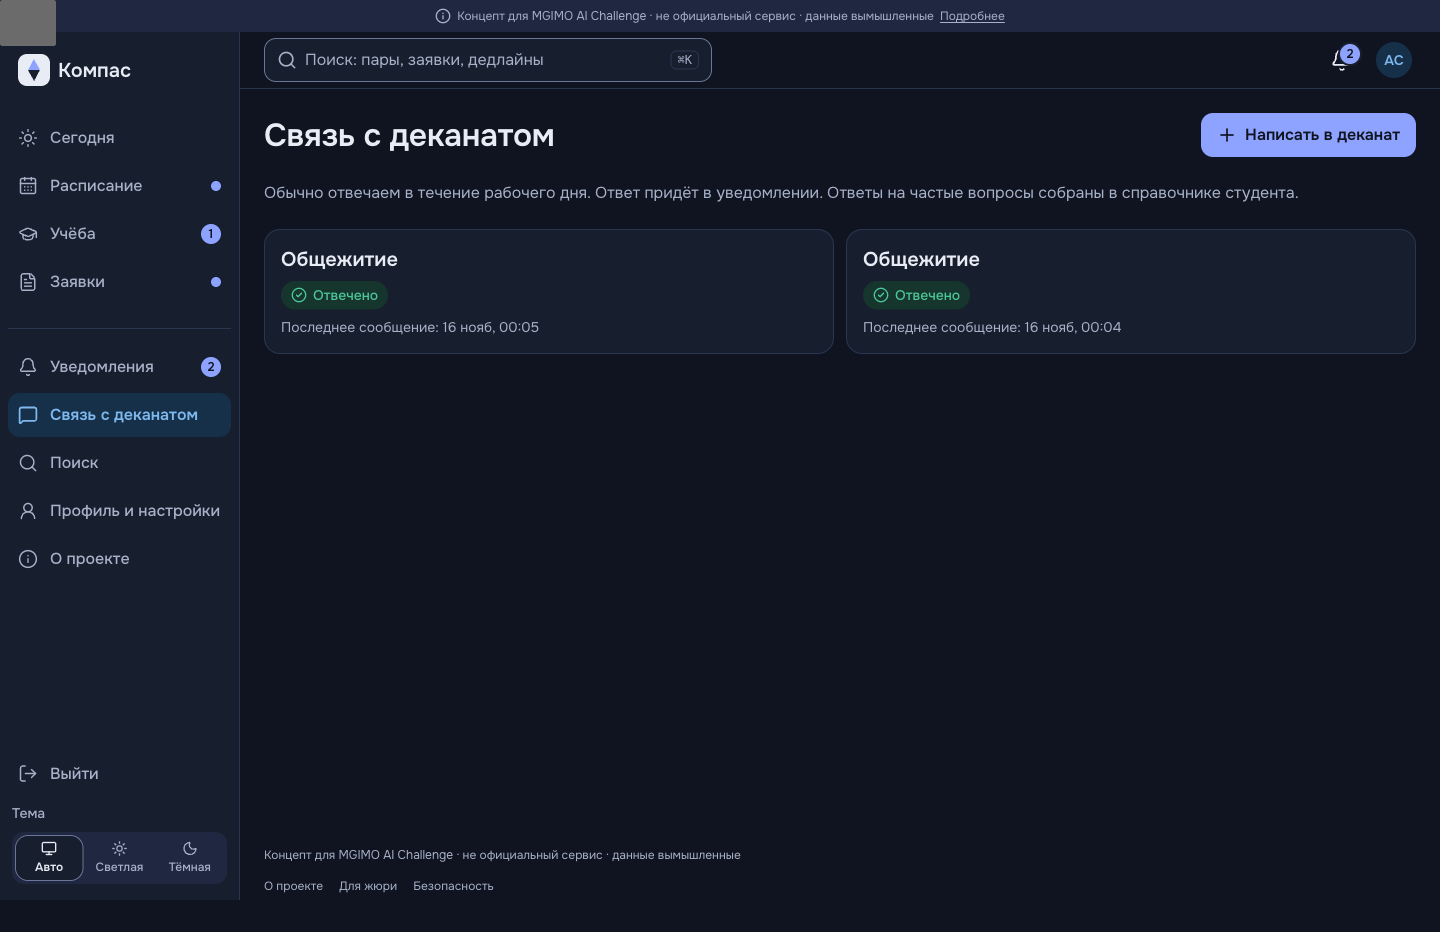 Концепт для MGIMO AI Challenge · не официальный сервис · данные вымышленные Подробнее
Компас
Поиск: пары, заявки, дедлайны
⌘K
2
АС
Сегодня
Расписание
Учёба 1
Заявки
Уведомления 2
Связь с деканатом
Поиск
Профиль и настройки
О проекте
Выйти
Тема
Авто
Светлая
Тёмная
Связь с деканатом
Написать в деканат
Обычно отвечаем в течение рабочего дня. Ответ придёт в уведомлении. Ответы на частые вопросы собраны в справочнике студента.
Общежитие
Отвечено
Последнее сообщение: 16 нояб, 00:05
Общежитие
Отвечено
Последнее сообщение: 16 нояб, 00:04
Концепт для MGIMO AI Challenge · не официальный сервис · данные вымышленные
О проекте
Для жюри
Безопасность